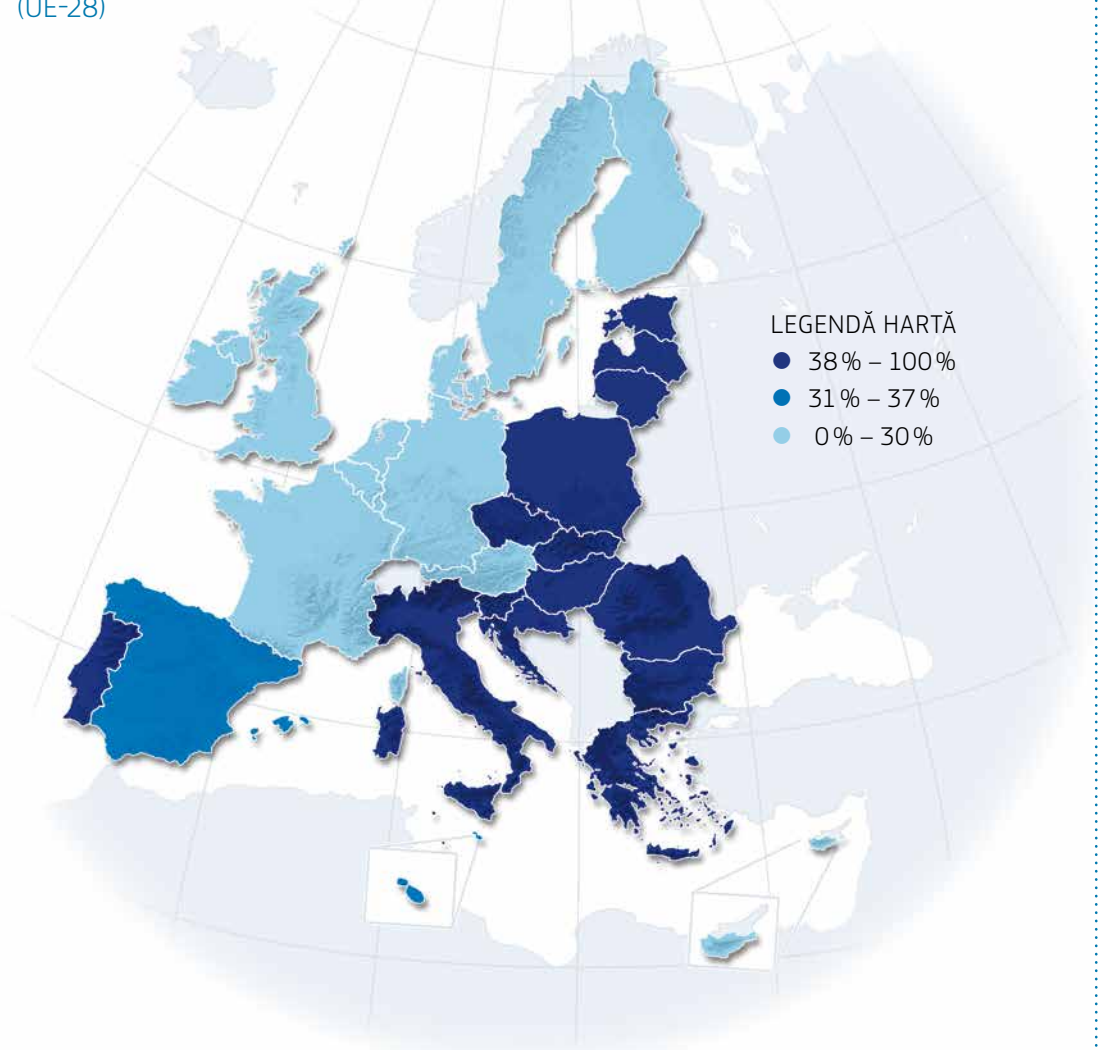 (UE-28)
LEGENDĂ HARTĂ
38 % – 100 %
31 % – 37 %
0 % – 30 %